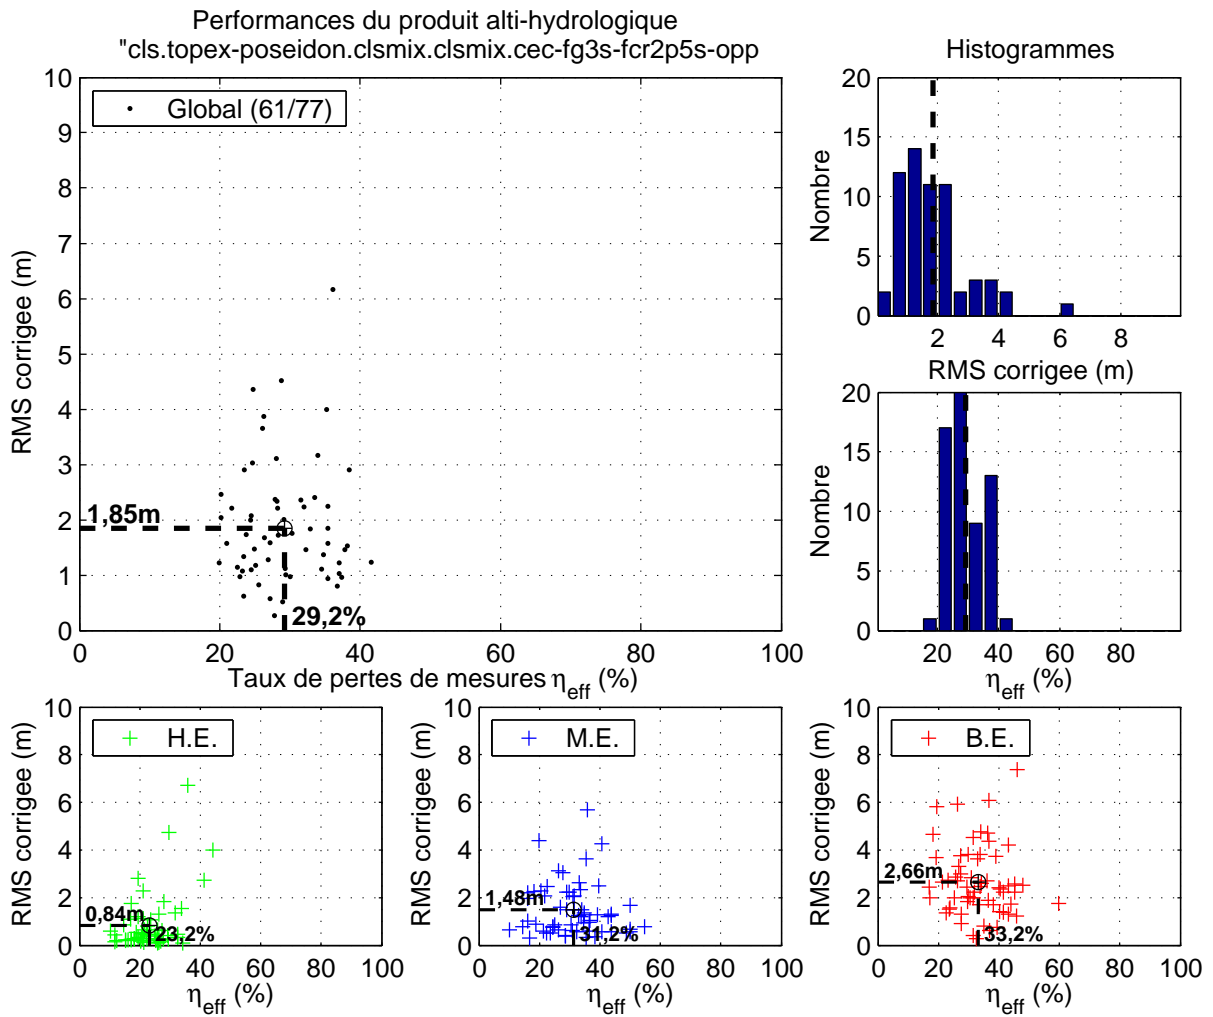 Performances du produit alti-hydrologique
"cls.topex-poseidon.clsmix.clsmix.cec-fg3s-fcr2p5s-opp
10
9
8
7
6
5
4
3
2
1
0
RMS corrigee (m)
Global (61/77)
1,85m
29,2%
0 20 40 60 80 100
Taux de pertes de mesures ηeff (%)
Histogrammes
20
15
10
5
0
Nombre
2 4 6 8
RMS corrigee (m)
20
15
10
5
0
Nombre
20 40 60 80
ηeff (%)
10
8
6
4
2
0
RMS corrigee (m)
H.E.
0,84m
23,2%
0 20 40 60 80 100
ηeff (%)
10
8
6
4
2
0
RMS corrigee (m)
M.E.
1,48m
31,2%
0 20 40 60 80 100
ηeff (%)
10
8
6
4
2
0
RMS corrigee (m)
B.E.
2,66m
33,2%
0 20 40 60 80 100
ηeff (%)